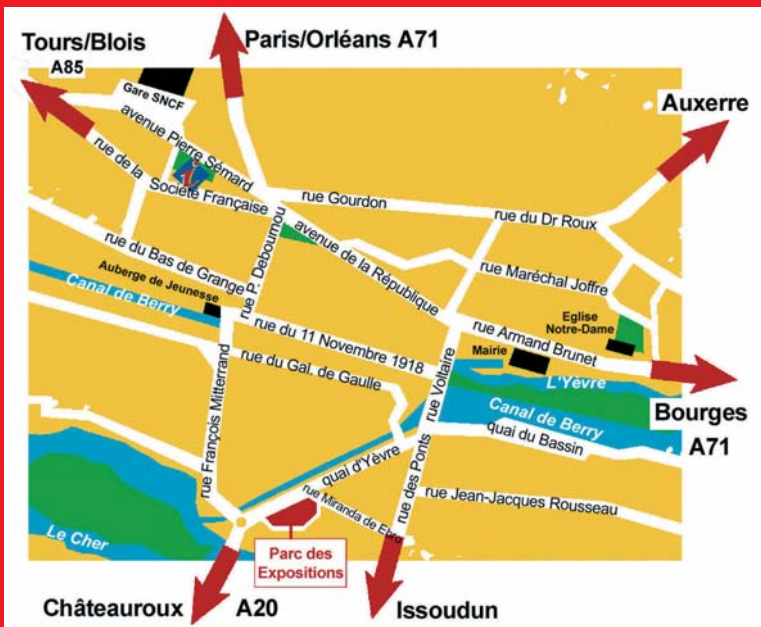 Tours/Blois
A85
Paris/Orléans A71
Auxerre
Gare SNCF
avenue Pierre Sémard
rue de la Société Française
rue Gourdon
rue du Dr Roux
avenue de la République
rue P. Debournou
rue du Bas de Grange
rue Maréchal Joffre
Auberge de Jeunesse
Canal de Berry
Eglise
Notre-Dame
rue du 11 Novembre 1918
rue Armand Brunet
Mairie
rue du Gal. de Gaulle
rue Voltaire
L'Yèvre
Bourges
A71
Canal de Berry
quai du Bassin
rue François Mitterrand
quai d'Yèvre
rue des Ponts
rue Miranda de Ebro
rue Jean-Jacques Rousseau
Le Cher
Parc des
Expositions
Châteauroux
A20
Issoudun